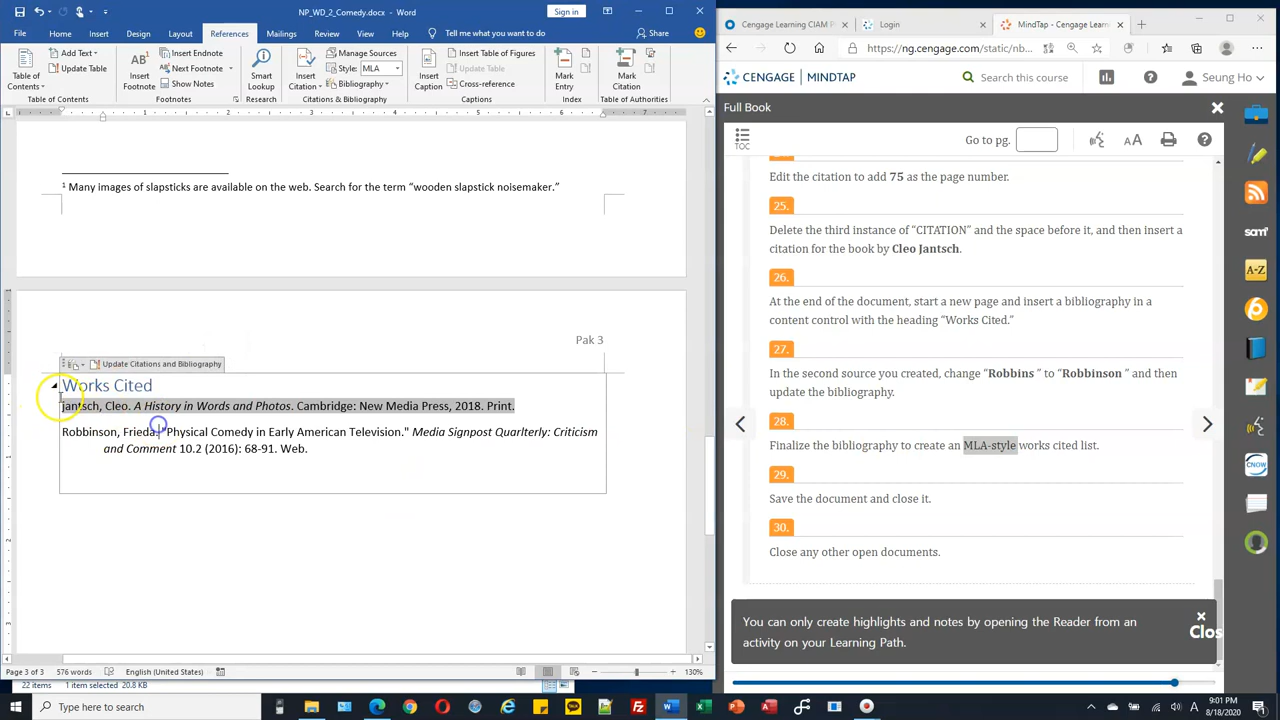 NP_WD_2_Comedy.docx - Word
Sign in
File Home Insert Design Layout References Mailings Review View Help Tell me what you want to do Share
Table of Contents
Add Text
Update Table
Table of Contents
AB1
Insert Footnote
Insert Endnote
Next Footnote
Show Notes
Footnotes
Smart Lookup
Research
Insert Citation
Manage Sources
Style: MLA
Bibliography
Citations & Bibliography
Insert Caption
Insert Table of Figures
Update Table
Cross-reference
Captions
Mark Entry
Index
Mark Citation
Table of Authorities
1 Many images of slapsticks are available on the web. Search for the term “wooden slapstick noisemaker.”
Pak 3
Update Citations and Bibliography
Works Cited
Jantsch, Cleo. A History in Words and Photos. Cambridge: New Media Press, 2018. Print.
Robinson, Frieda. "Physical Comedy in Early American Television." Media Signpost Quarlterly: Criticism
and Comment 10.2 (2016): 68-91. Web.
Page 3 of 3 576 words English (United States) 130%
22 items 1 item selected 20.8 KB
Cengage Learning CIAM P
Login
MindTap - Cengage Learn
https://ng.cengage.com/static/nb...
CENGAGE MINDTAP
Search this course
Seung Ho
Full Book
TOC
Go to pg.
AA
Edit the citation to add 75 as the page number.
25.
Delete the third instance of “CITATION” and the space before it, and then insert a
citation for the book by Cleo Jantsch.
26.
At the end of the document, start a new page and insert a bibliography in a
content control with the heading “Works Cited.”
27.
In the second source you created, change “Robbins ” to “Robbinson ” and then
update the bibliography.
28.
Finalize the bibliography to create an MLA-style works cited list.
29.
Save the document and close it.
30.
Close any other open documents.
You can only create highlights and notes by opening the Reader from an
activity on your Learning Path.
Clos
sam
A-Z
CNOW
Type here to search
9:01 PM
8/18/2020